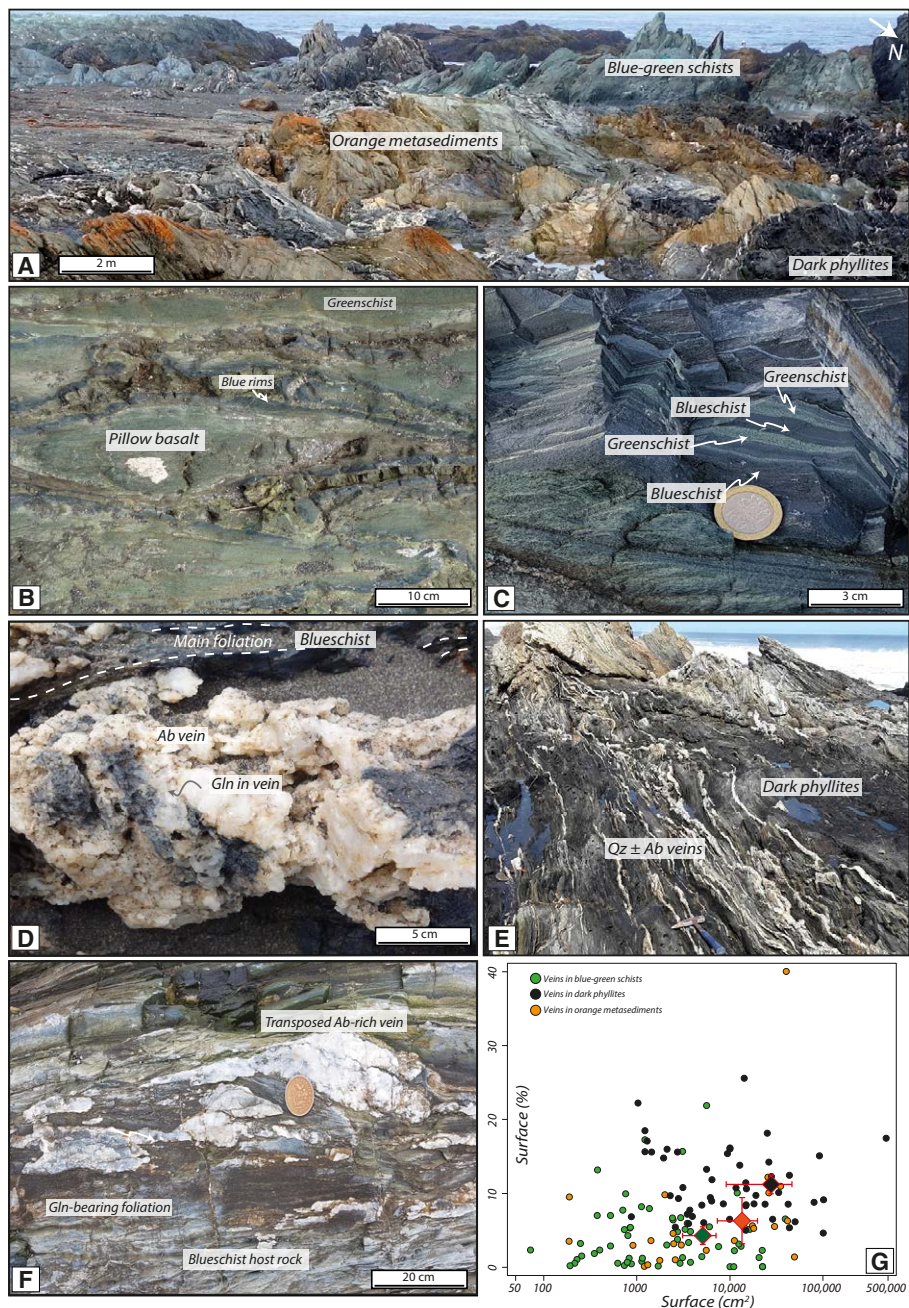 N
Blue-green schists
Orange metasediments
2 m
Dark phyllites
A
Greenschist
Blue rims
Pillow basalt
B
10 cm
Greenschist
Blueschist
Greenschist
Blueschist
C
3 cm
Main foliation
Blueschist
Ab vein
Gln in vein
D
5 cm
Dark phyllites
Qz ± Ab veins
E
Transposed Ab-rich vein
Gln-bearing foliation
Blueschist host rock
F
20 cm
Veins in blue-green schists
Veins in dark phyllites
Veins in orange metasediments
Surface (%)
40
30
20
10
0
50 100 1000 10,000 100,000 500,000
Surface (cm²)
G